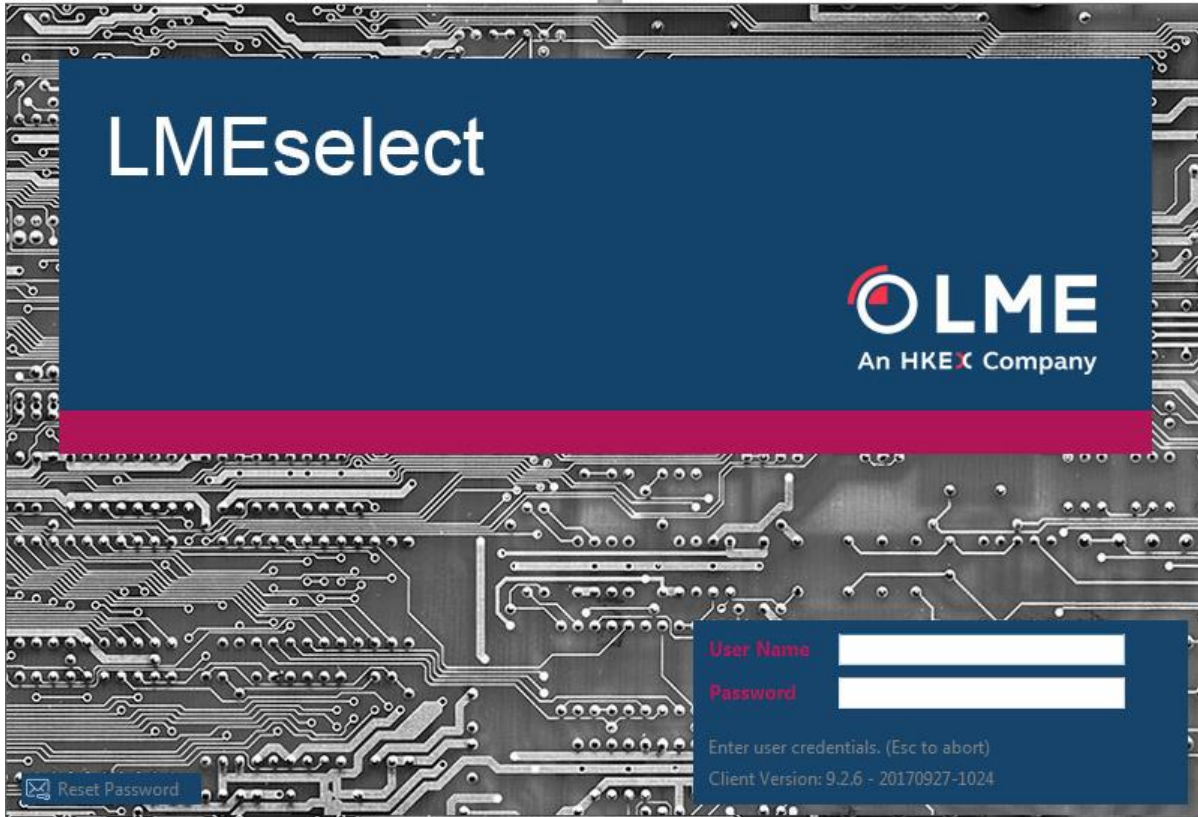 LMEselect
LME
An HKEX Company
User Name
Password
Enter user credentials. (Esc to abort)
Client Version: 9.2.6 - 20170927-1024
Reset Password